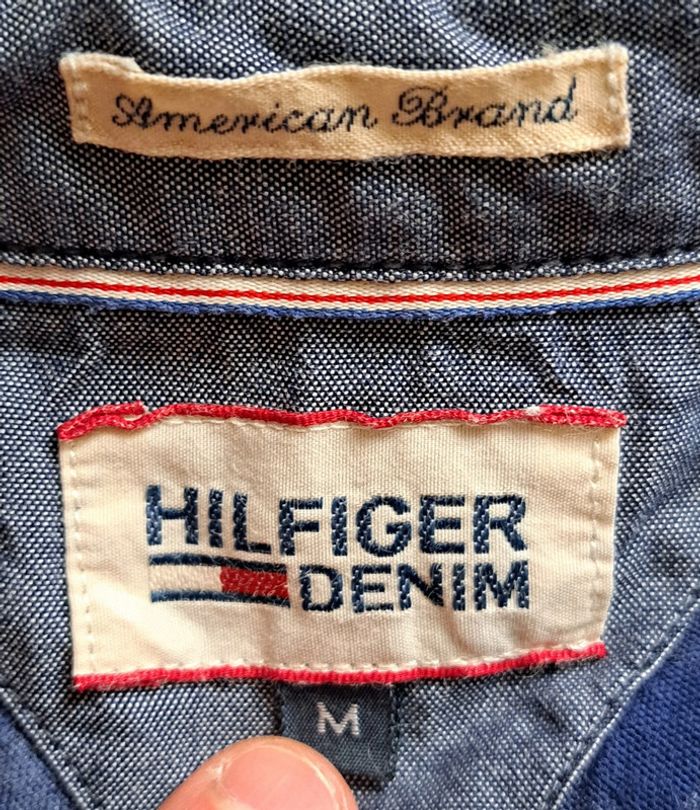 American Brand
HILFIGER
DENIM
M